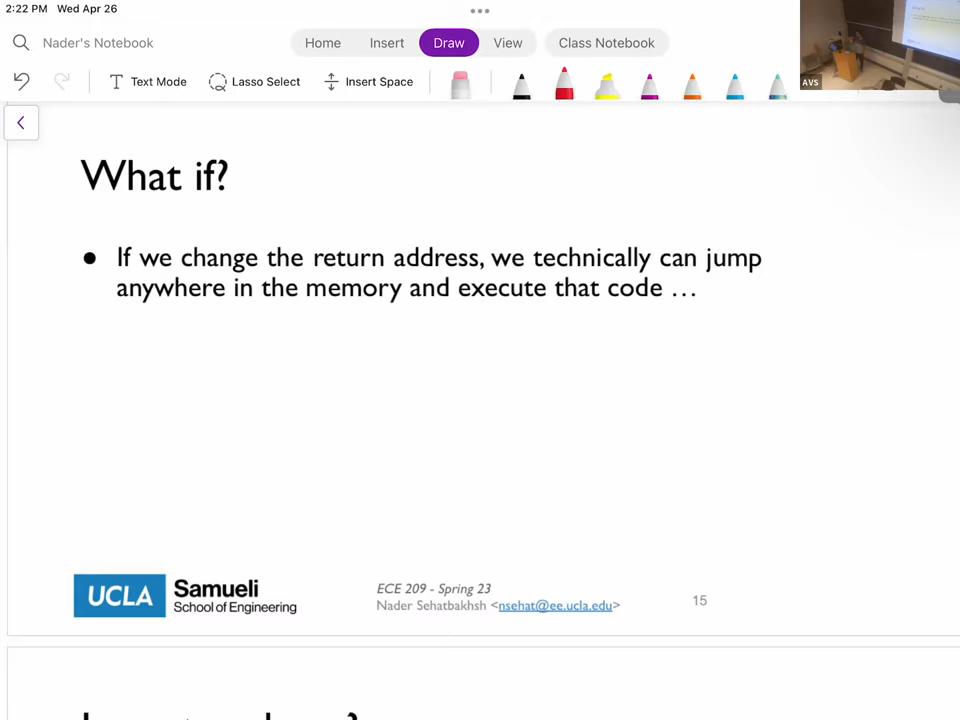 2:22 PM Wed Apr 26
Nader's Notebook
Home Insert Draw View Class Notebook
Text Mode Lasso Select Insert Space
AVS
What if?
● If we change the return address, we technically can jump
anywhere in the memory and execute that code …
UCLA Samueli
School of Engineering
ECE 209 - Spring 23
Nader Sehatbakhsh <nsehat@ee.ucla.edu>
15